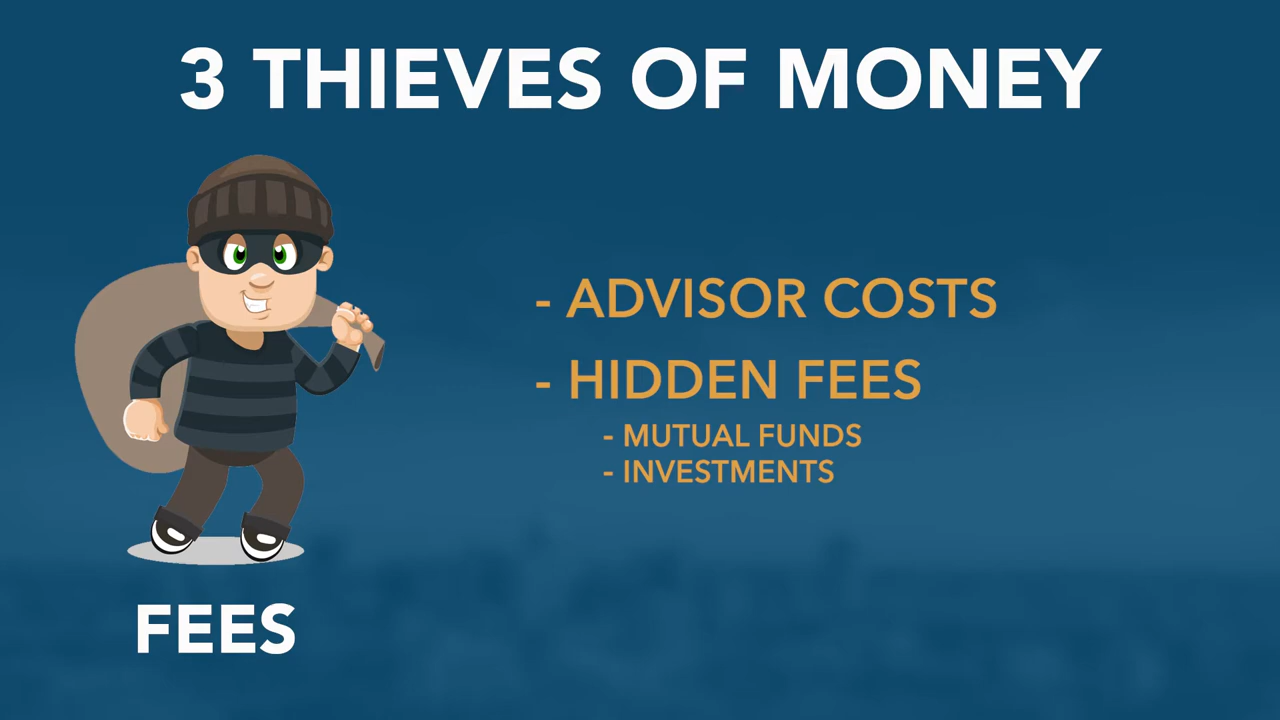 3 THIEVES OF MONEY
- ADVISOR COSTS
- HIDDEN FEES
- MUTUAL FUNDS
- INVESTMENTS
FEES